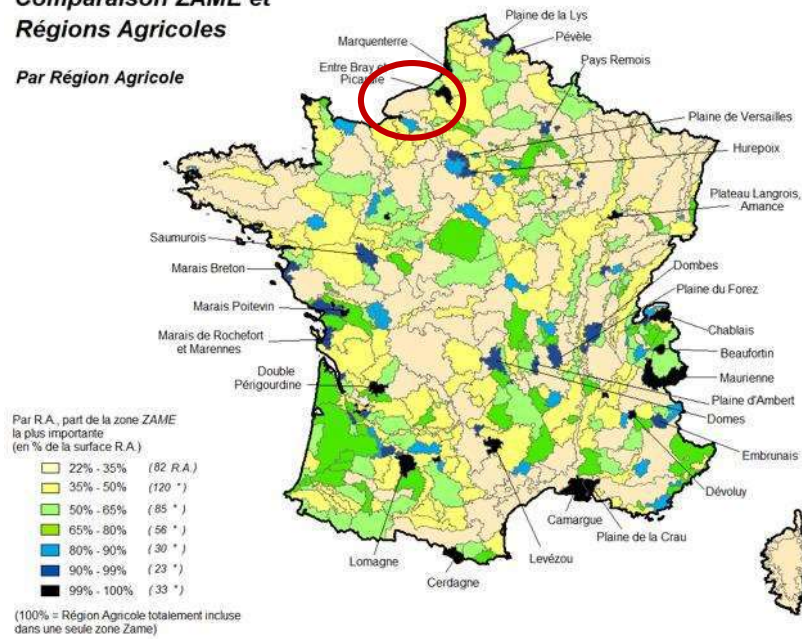 Comparaison ZAME et
Régions Agricoles
Par Région Agricole
Plaine de la Lys
Pévèle
Marquenterre
Entre Bray et
Picardie
Pays Remois
Plaine de Versailles
Hurepoix
Plateau Langrois,
Amance
Saumurois
Marais Breton
Dombes
Plaine du Forez
Marais Poitevin
Chablais
Marais de Rochefort
et Marennes
Beaufortin
Maurienne
Double
Périgourdine
Plaine d'Ambert
Domes
Embrunais
Dévoluy
Camargue
Plaine de la Crau
Lomagne
Levézou
Cerdagne
Par R.A., part de la zone ZAME
la plus importante
(en % de la surface R.A.)
22% - 35% (82 R.A.)
35% - 50% (120 ")
50% - 65% (85 ")
65% - 80% (56 ")
80% - 90% (30 ")
90% - 99% (23 ")
99% - 100% (33 ")
(100% = Région Agricole totalement incluse
dans une seule zone Zame)